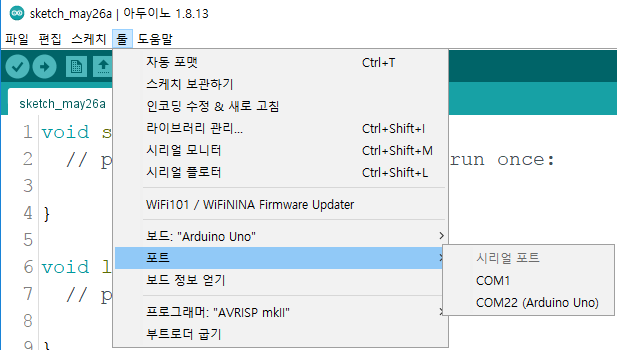 sketch_may26a | 아두이노 1.8.13
파일 편집 스케치 툴 도움말
sketch_may26a
자동 포맷 Ctrl+T
스케치 보관하기
인코딩 수정 & 새로 고침
라이브러리 관리... Ctrl+Shift+I
시리얼 모니터 Ctrl+Shift+M
시리얼 플로터 Ctrl+Shift+L
WiFi101 / WiFiNINA Firmware Updater
보드: "Arduino Uno"
포트
보드 정보 얻기
프로그래머: "AVRISP mkII"
부트로더 굽기
시리얼 포트
COM1
COM22 (Arduino Uno)
1 void s
2 // p run once:
3
4 }
5
6 void l
7 // p
8
9 }